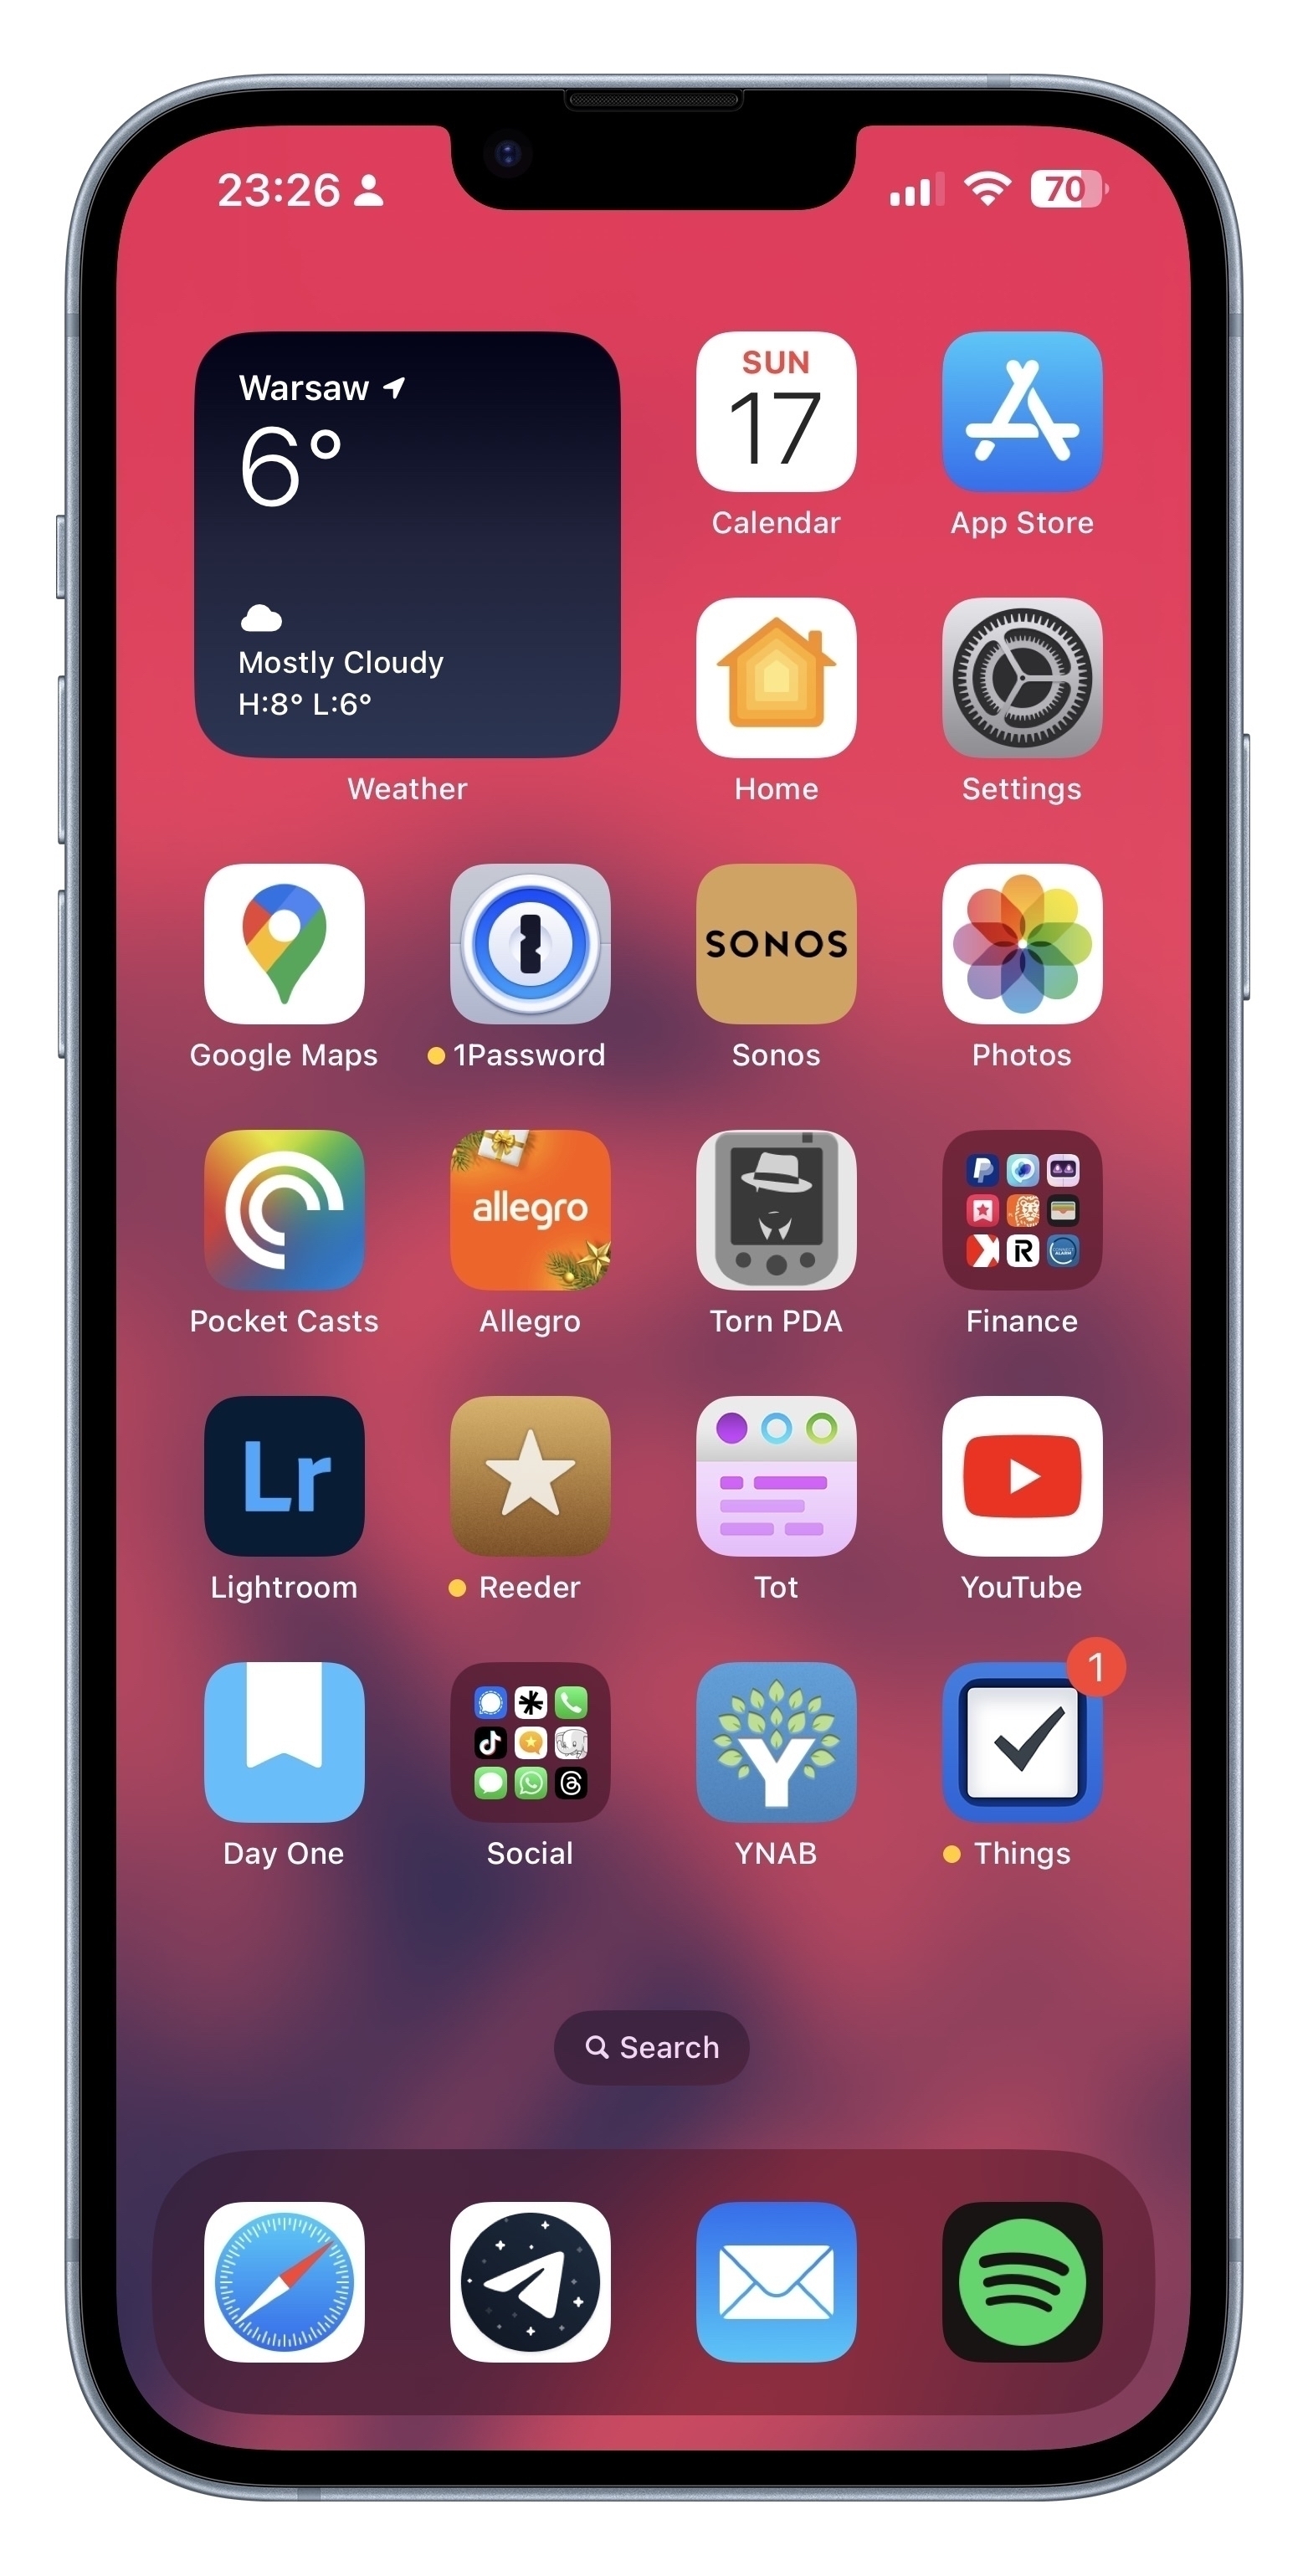 23:26
70
Warsaw
6°
Mostly Cloudy
H:8° L:6°
Weather
SUN
17
Calendar
App Store
Home
Settings
Google Maps
1Password
SONOS
Sonos
Photos
Pocket Casts
allegro
Allegro
Torn PDA
Finance
Lr
Lightroom
Reeder
Tot
YouTube
Day One
Social
Y
YNAB
1
Things
Search